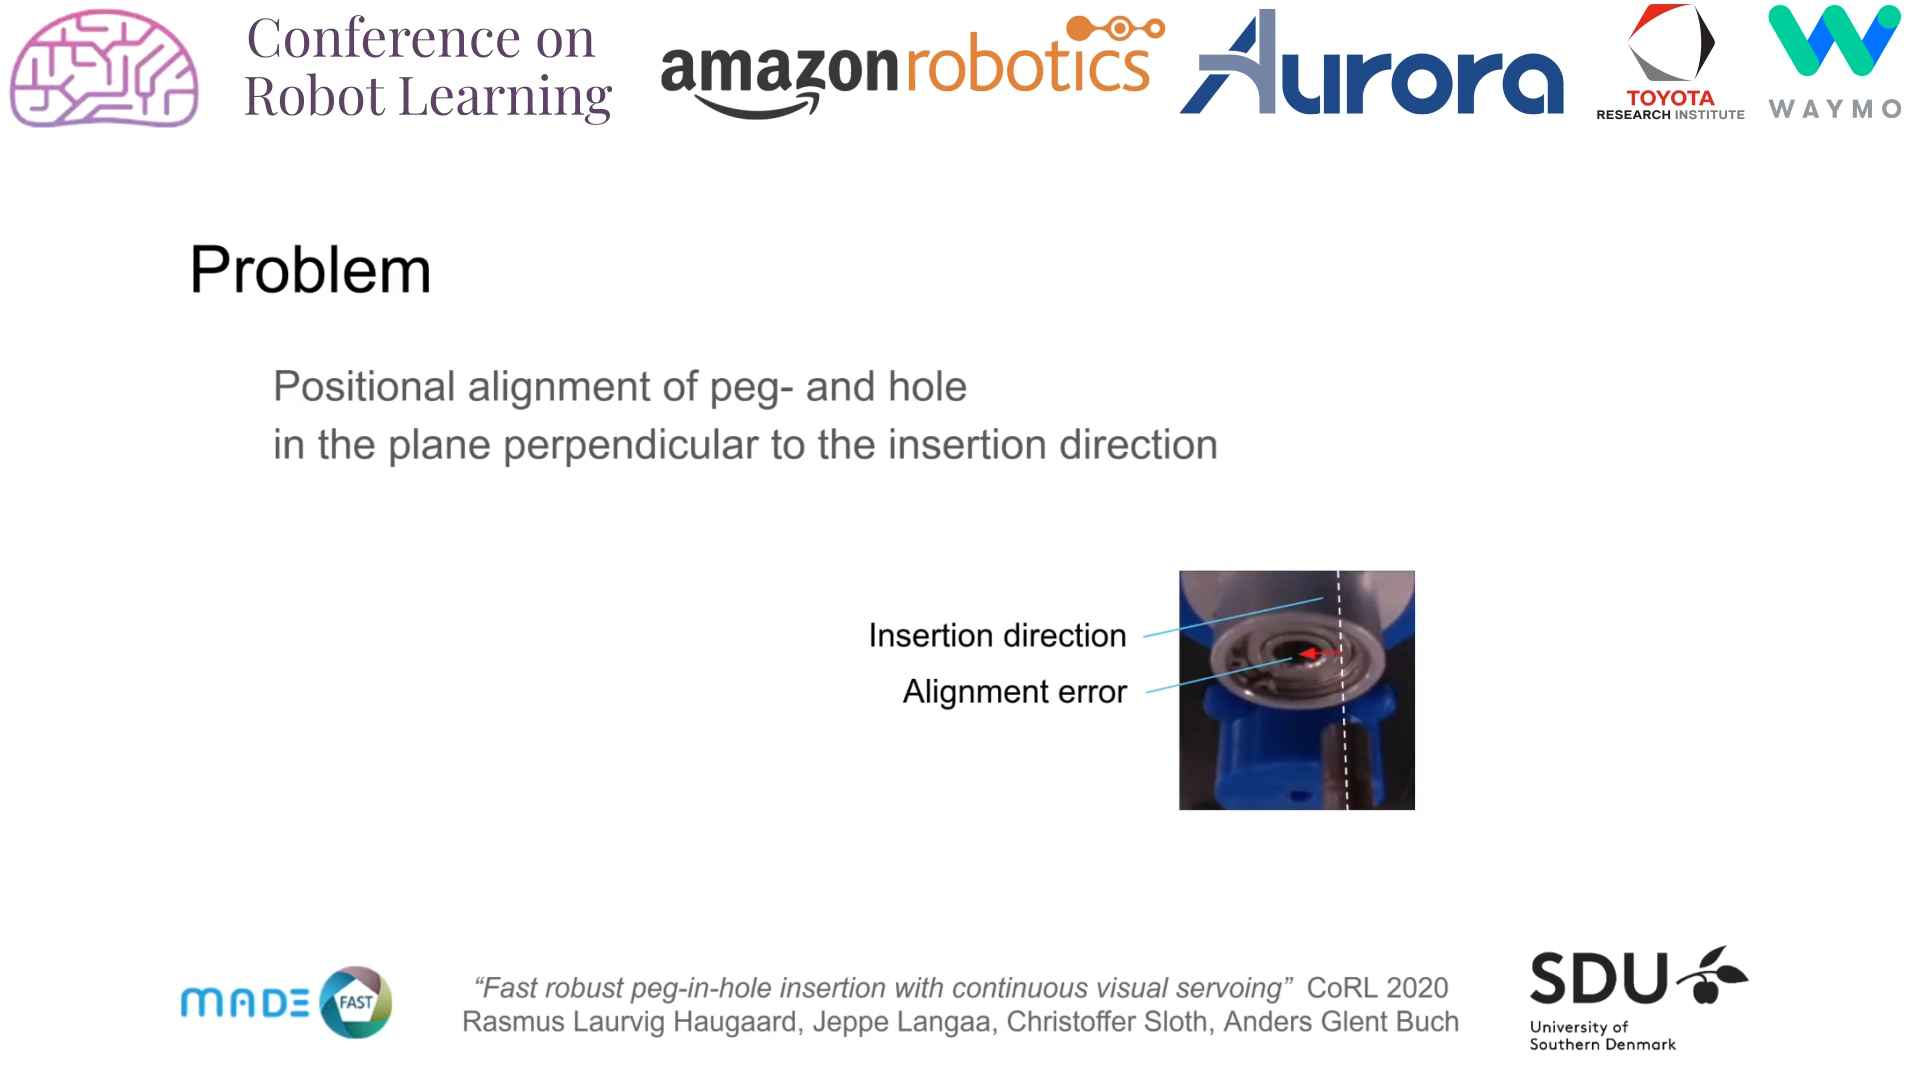 Conference on
Robot Learning
amazon robotics
Aurora
TOYOTA
RESEARCH INSTITUTE
WAYMO
Problem
Positional alignment of peg- and hole
in the plane perpendicular to the insertion direction
Insertion direction
Alignment error
MADE
FAST
“Fast robust peg-in-hole insertion with continuous visual servoing” CoRL 2020
Rasmus Laurvig Haugaard, Jeppe Langaa, Christoffer Sloth, Anders Glent Buch
SDU
University of
Southern Denmark